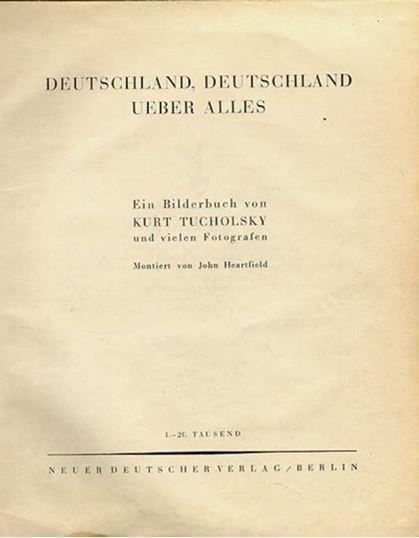 DEUTSCHLAND, DEUTSCHLAND
UEBER ALLES
Ein Bilderbuch von
KURT TUCHOLSKY
und vielen Fotografen
Montiert von John Heartfield
1.–20. TAUSEND
NEUER DEUTSCHER VERLAG / BERLIN